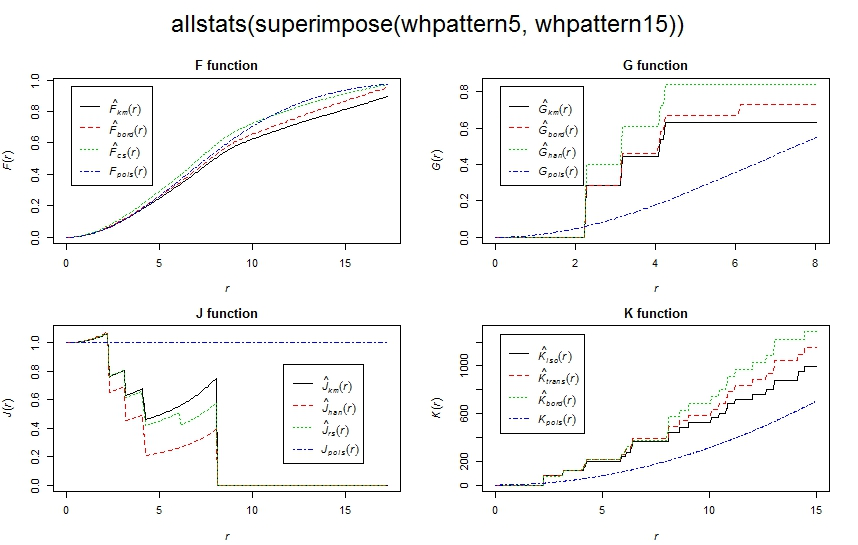 allstats(superimpose(whpattern5, whpattern15))
F function
F(r)
0.0 0.2 0.4 0.6 0.8 1.0
F̂km(r)
F̂bord(r)
F̂cs(r)
Fpois(r)
0 5 10 15
r
G function
G(r)
0.0 0.2 0.4 0.6 0.8
Ĝkm(r)
Ĝbord(r)
Ĝhan(r)
Gpois(r)
0 2 4 6 8
r
J function
J(r)
0.0 0.2 0.4 0.6 0.8 1.0
Ĵkm(r)
Ĵhan(r)
Ĵrs(r)
Jpois(r)
0 5 10 15
r
K function
K(r)
0 200 600 1000
K̂iso(r)
K̂trans(r)
K̂bord(r)
Kpois(r)
0 5 10 15
r